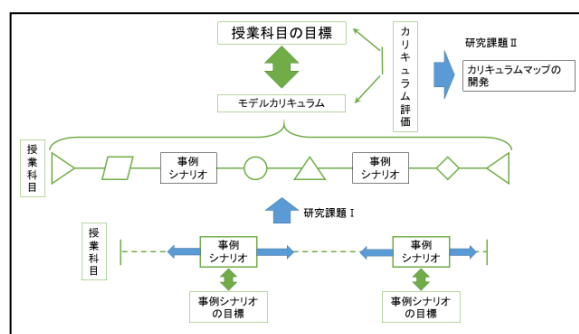 授業科目の目標
カリキュラム評価
研究課題Ⅱ
カリキュラムマップの
開発
モデルカリキュラム
授業科目
事例
シナリオ
事例
シナリオ
研究課題Ⅰ
授業科目
事例
シナリオ
事例
シナリオ
事例シナリオ
の目標
事例シナリオ
の目標